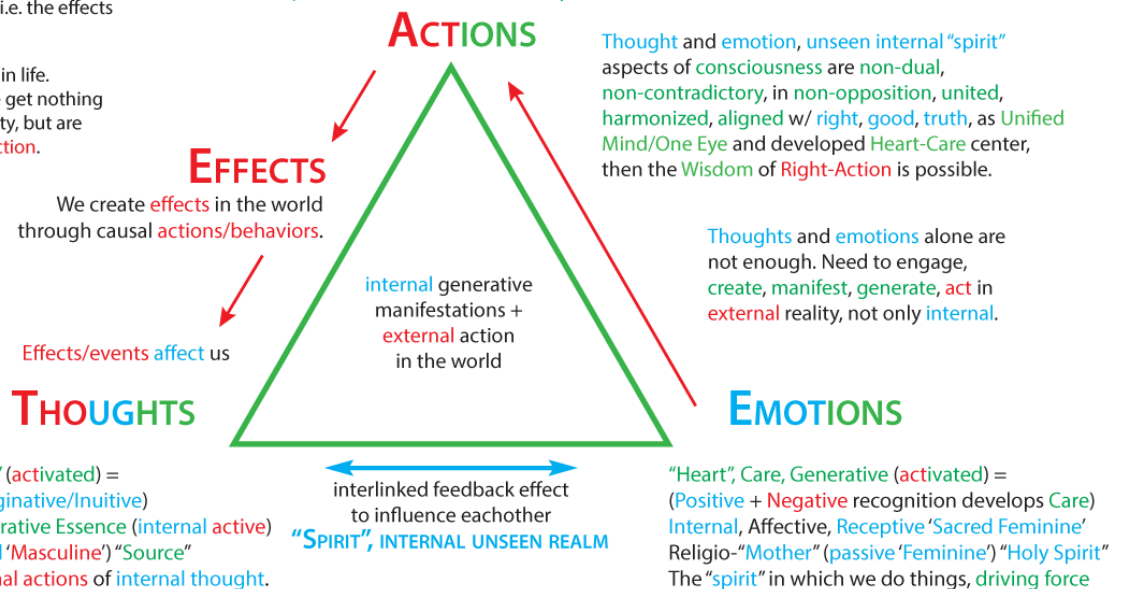 i.e. the effects
ACTIONS
in life.
get nothing
ty, but are
ction.
Thought and emotion, unseen internal "spirit"
aspects of consciousness are non-dual,
non-contradictory, in non-opposition, united,
harmonized, aligned w/ right, good, truth, as Unified
Mind/One Eye and developed Heart-Care center,
then the Wisdom of Right-Action is possible.
EFFECTS
We create effects in the world
through causal actions/behaviors.
Thoughts and emotions alone are
not enough. Need to engage,
create, manifest, generate, act in
external reality, not only internal.
internal generative
manifestations +
external action
in the world
Effects/events affect us
THOUGHTS
EMOTIONS
(activated) =
ginative/Inuitive)
rative Essence (internal active)
'Masculine') "Source"
nal actions of internal thought.
interlinked feedback effect
to influence eachother
"SPIRIT", INTERNAL UNSEEN REALM
"Heart", Care, Generative (activated) =
(Positive + Negative recognition develops Care)
Internal, Affective, Receptive 'Sacred Feminine'
Religio-"Mother" (passive 'Feminine') "Holy Spirit"
The "spirit" in which we do things, driving force